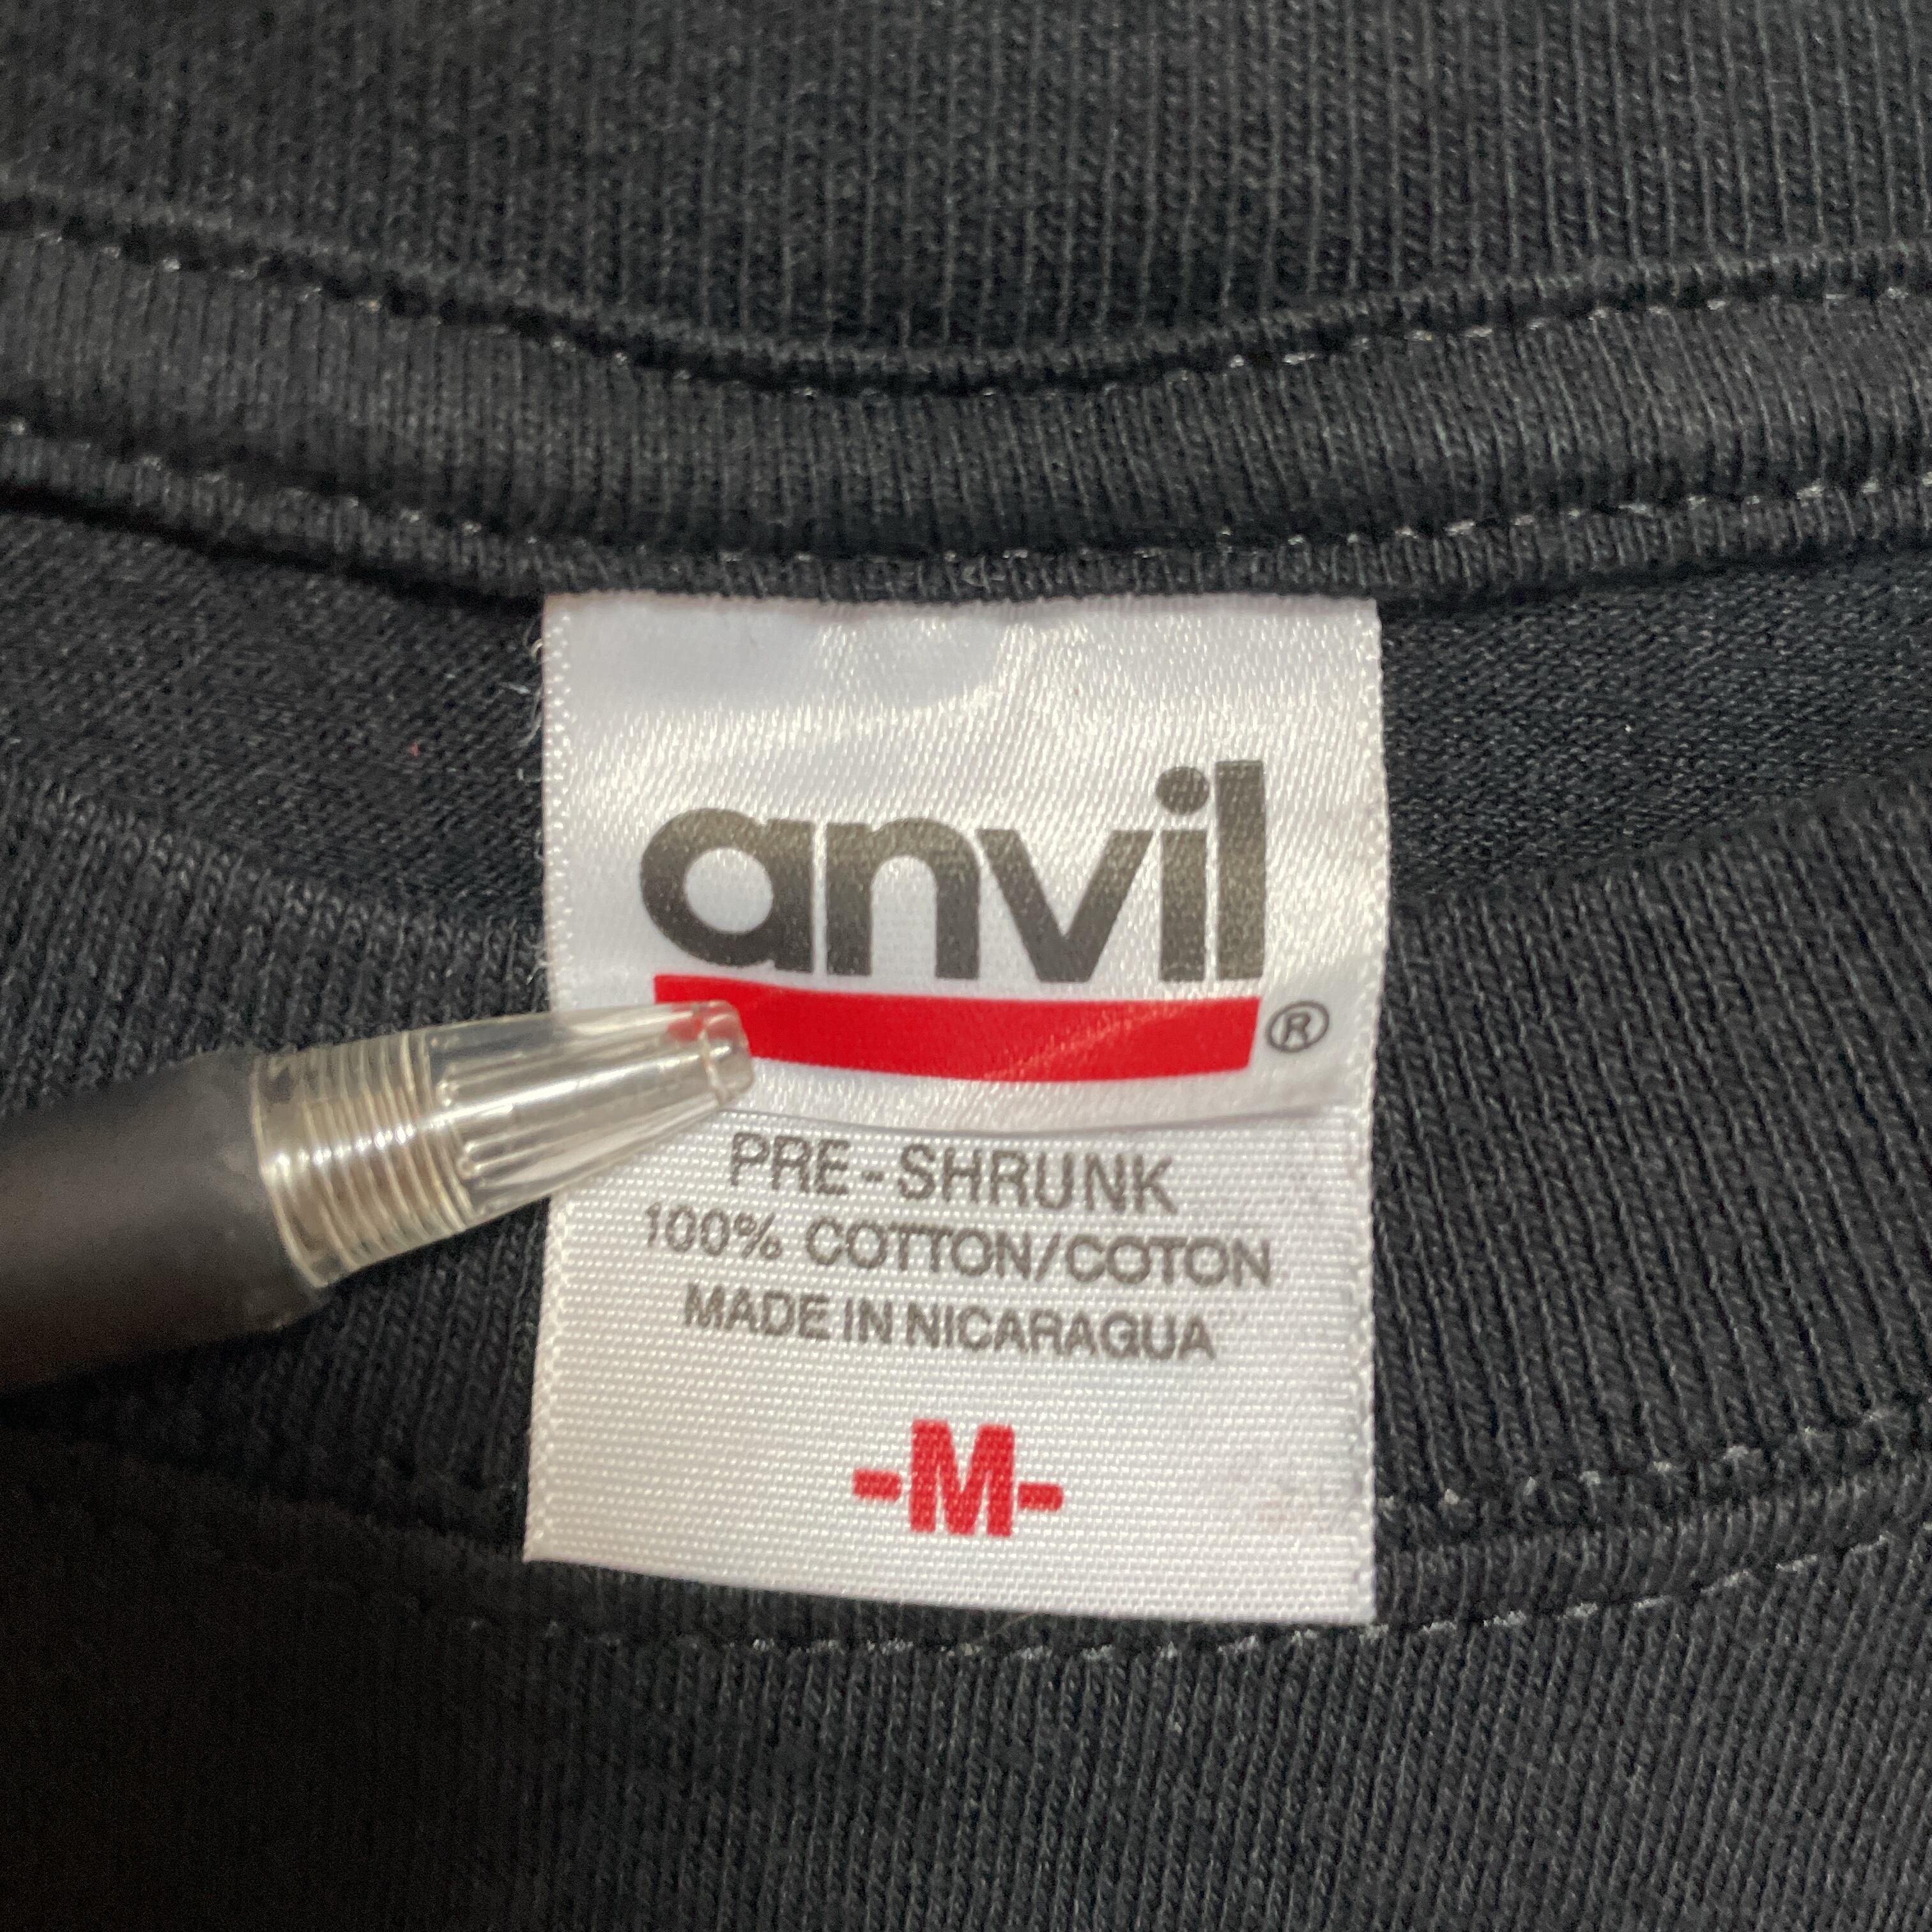 anvil
®
PRE-SHRUNK
100% COTTON/COTON
MADE IN NICARAGUA
-M-